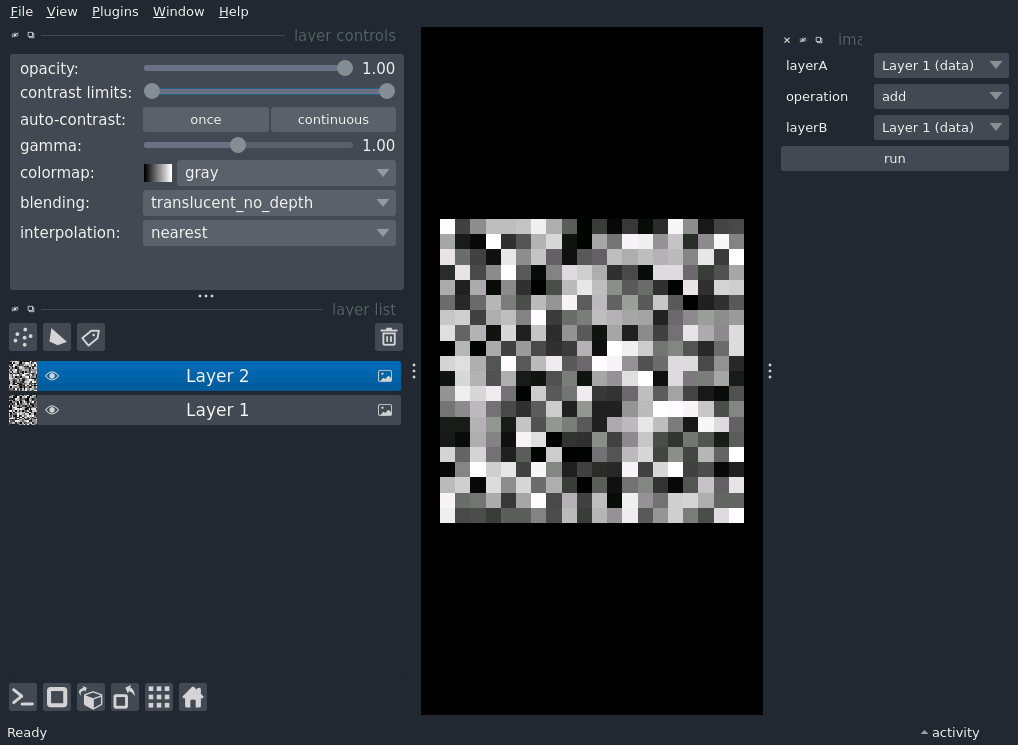 File View Plugins Window Help
layer controls
opacity: 1.00
contrast limits:
auto-contrast: once continuous
gamma: 1.00
colormap: gray
blending: translucent_no_depth
interpolation: nearest
layer list
Layer 2
Layer 1
ima
layerA Layer 1 (data)
operation add
layerB Layer 1 (data)
run
Ready
activity